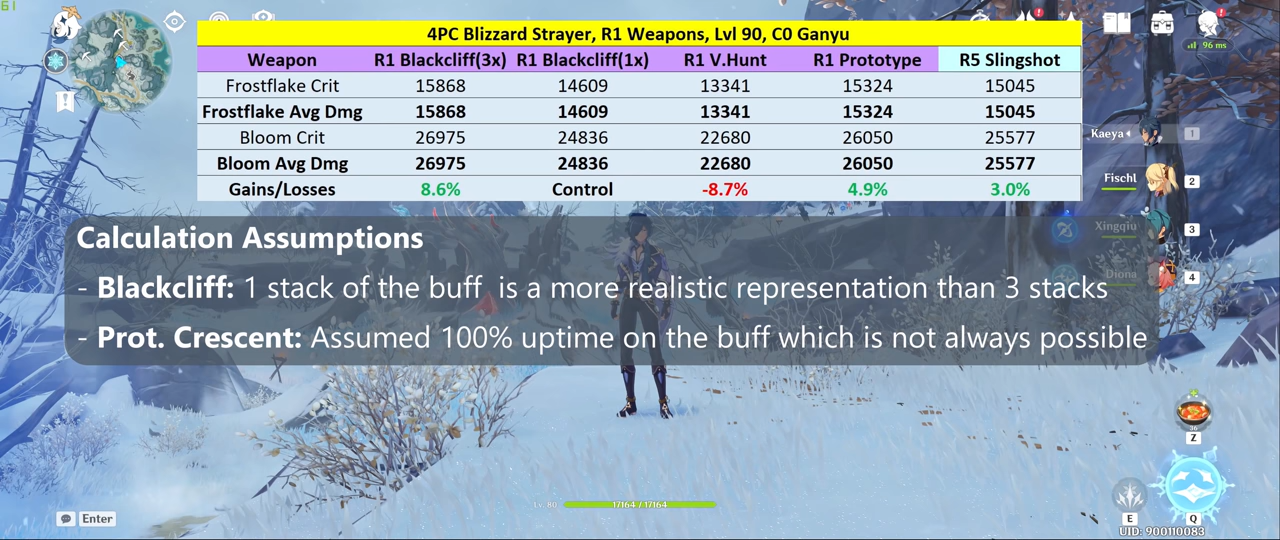 61
4PC Blizzard Strayer, R1 Weapons, Lvl 90, C0 Ganyu
Weapon R1 Blackcliff(3x) R1 Blackcliff(1x) R1 V.Hunt R1 Prototype R5 Slingshot
Frostflake Crit 15868 14609 13341 15324 15045
Frostflake Avg Dmg 15868 14609 13341 15324 15045
Bloom Crit 26975 24836 22680 26050 25577
Bloom Avg Dmg 26975 24836 22680 26050 25577
Gains/Losses 8.6% Control -8.7% 4.9% 3.0%
96 ms
Kaeya 1
Fischl 2
Xingqiu 3
Diona 4
Calculation Assumptions
- Blackcliff: 1 stack of the buff is a more realistic representation than 3 stacks
- Prot. Crescent: Assumed 100% uptime on the buff which is not always possible
36
Z
Lv. 80 17164 / 17164
Enter
E Q
UID: 900110083